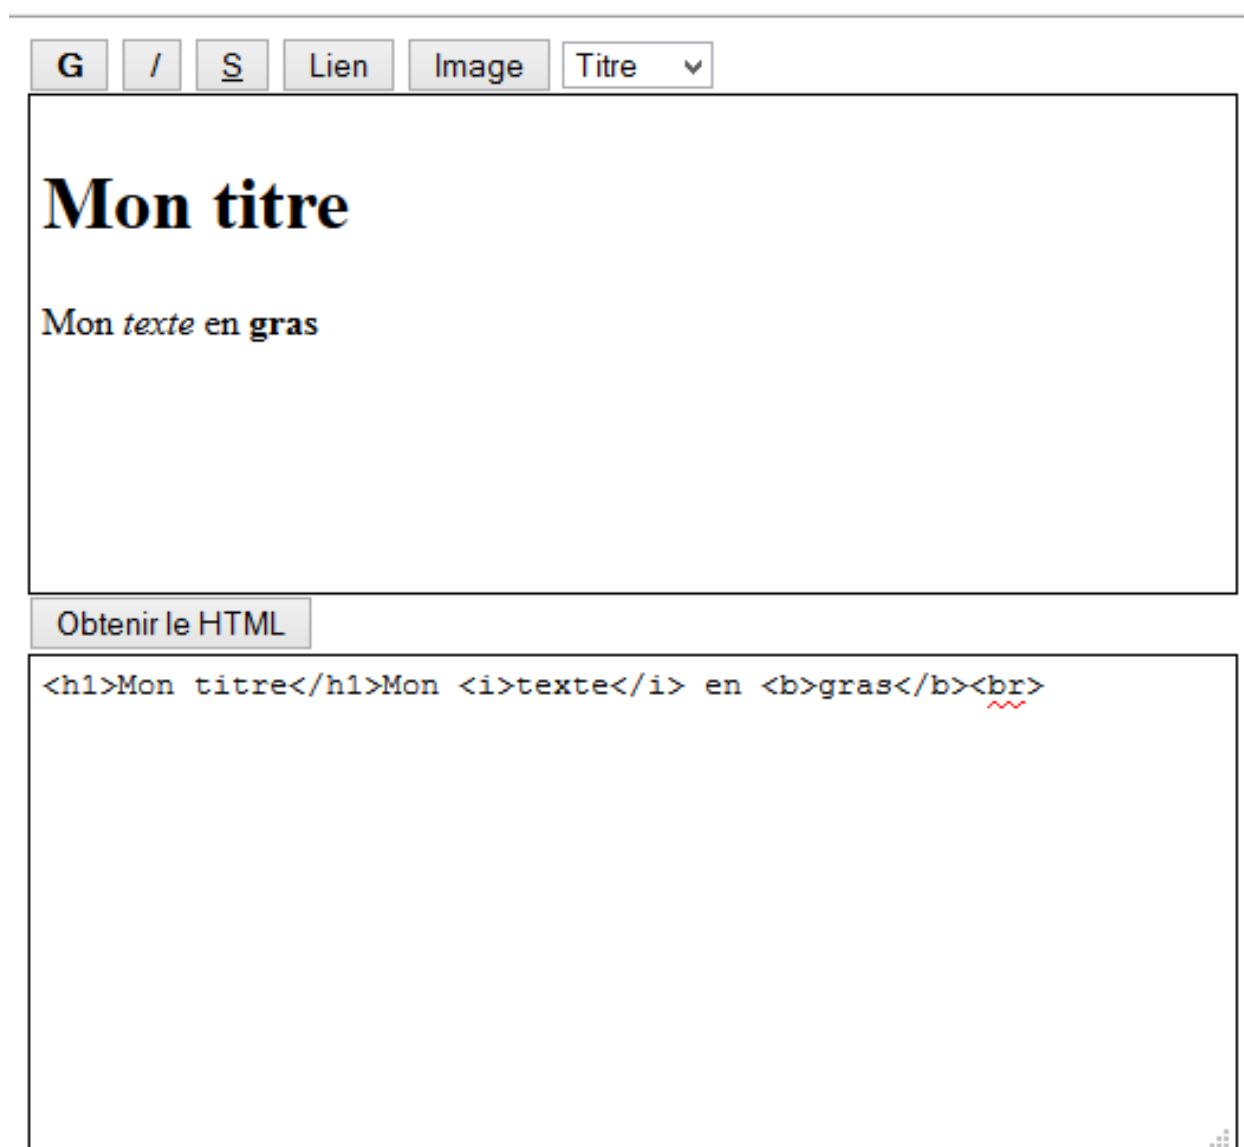 G / S Lien Image Titre
Mon titre
Mon texte en gras
Obtenir le HTML
<h1>Mon titre</h1>Mon <i>texte</i> en <b>gras</b><br>